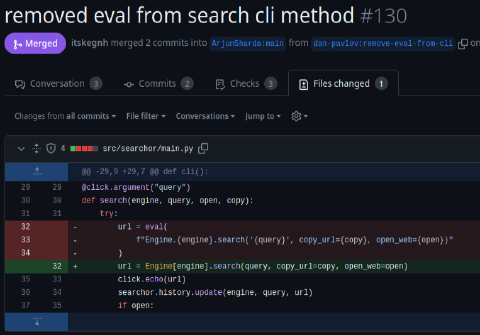 removed eval from search cli method #130
Merged itskegnh merged 2 commits into ArjunSharda:main from dan-pavlov:remove-eval-from-cli on
Conversation 3 Commits 2 Checks 3 Files changed 1
Changes from all commits File filter Conversations Jump to
4 src/searchor/main.py
@@ -29,9 +29,7 @@ def cli():
29 29 @click.argument("query")
30 30 def search(engine, query, open, copy):
31 31 try:
32 - url = eval(
33 - f"Engine.{engine}.search('{query}', copy_url={copy}, open_web={open})"
34 - )
32 + url = Engine[engine].search(query, copy_url=copy, open_web=open)
35 33 click.echo(url)
36 34 searchor.history.update(engine, query, url)
37 35 if open: